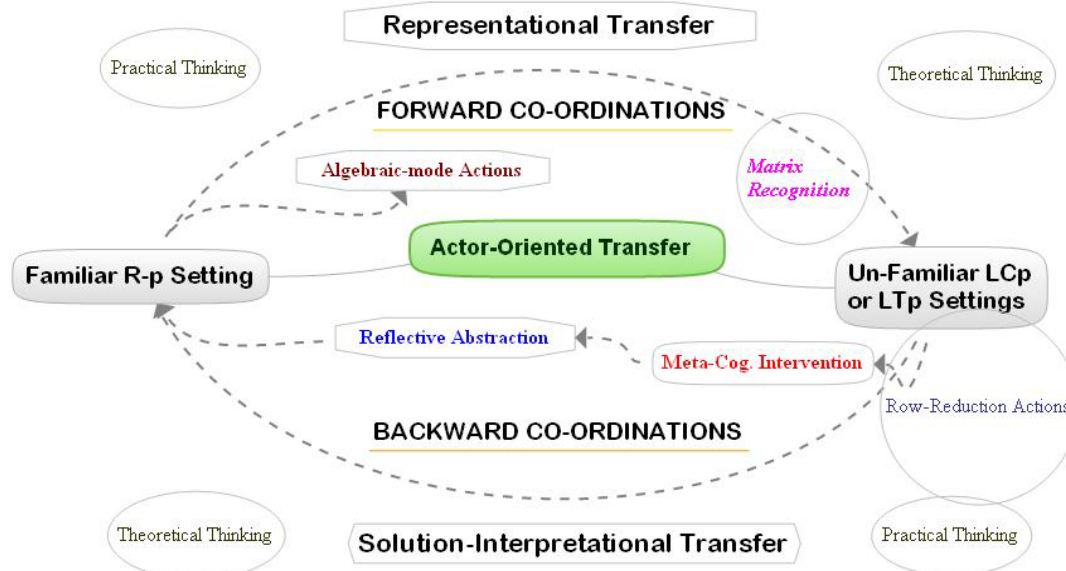 Representational Transfer
Practical Thinking
Theoretical Thinking
FORWARD CO-ORDINATIONS
Algebraic-mode Actions
Matrix
Recognition
Actor-Oriented Transfer
Familiar R-p Setting
Un-Familiar LCp
or LTp Settings
Reflective Abstraction
Meta-Cog. Intervention
Row-Reduction Actions
BACKWARD CO-ORDINATIONS
Theoretical Thinking
Solution-Interpretational Transfer
Practical Thinking